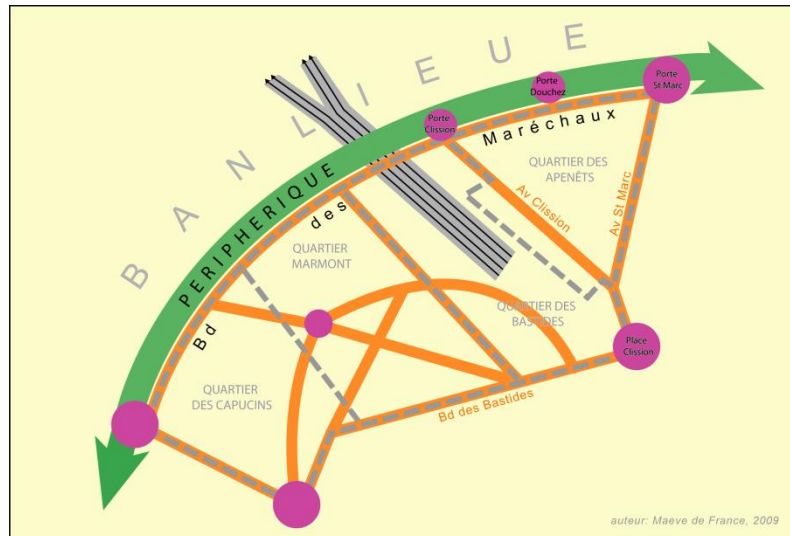 BANLIEUE
PERIPHERIQUE
Bd des Maréchaux
Porte
Clission
Porte
Douchez
Porte
St Marc
QUARTIER DES
APENÊTS
Av Clission
Av St Marc
QUARTIER
MARMONT
QUARTIER DES
BASTIDES
Place
Clission
QUARTIER
DES CAPUCINS
Bd des Bastides
auteur: Maeve de France, 2009